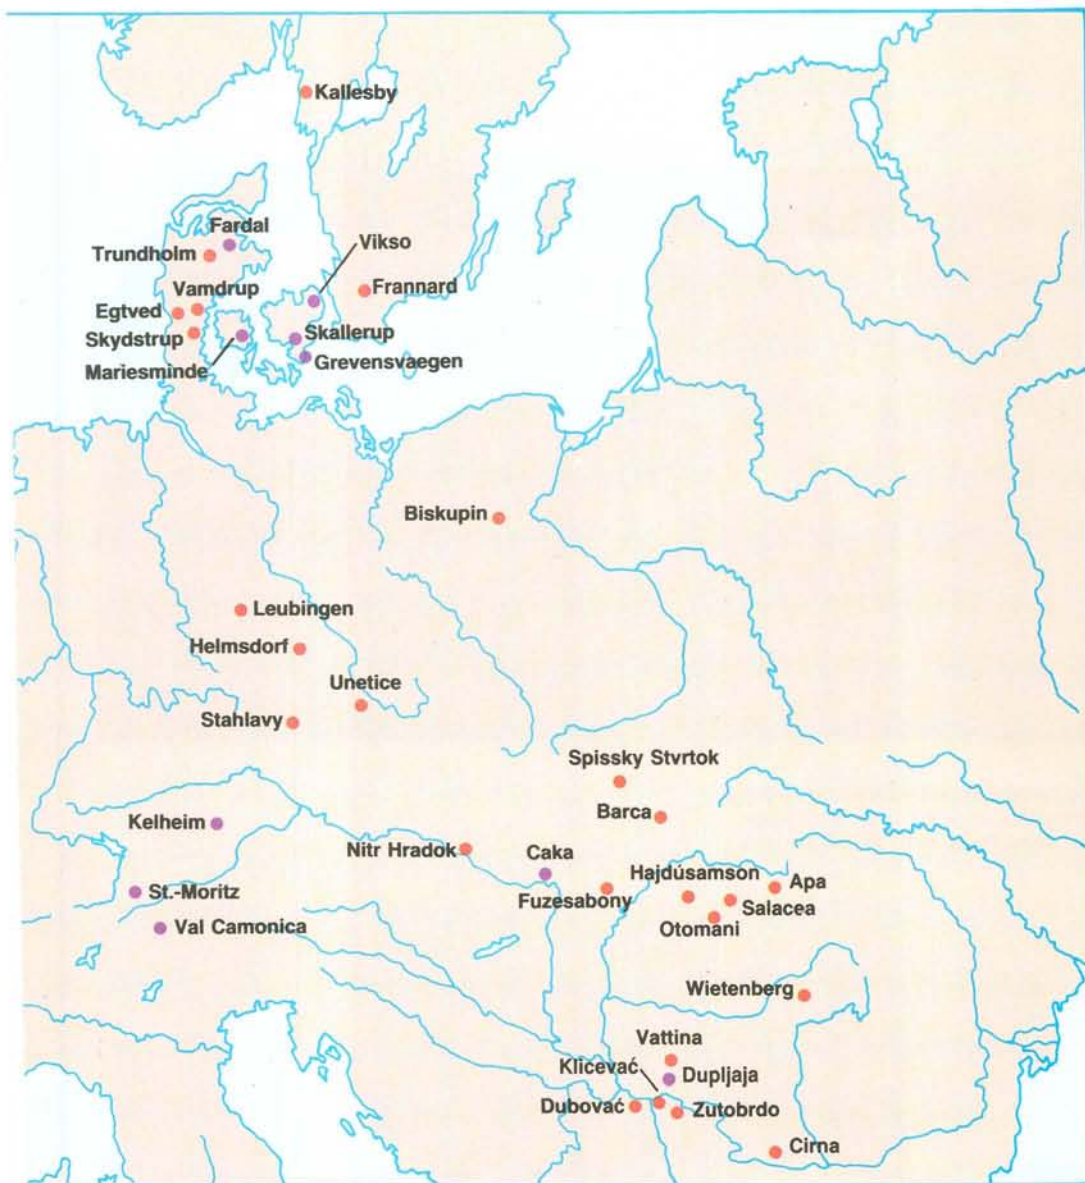 Kallesby
Fardal
Vikso
Trundholm
Vamdrup
Frannard
Egtved
Skydstrup
Skallerup
Mariesminde
Grevensvaegen
Biskupin
Leubingen
Helmsdorf
Unetice
Stahlavy
Spissky Stvrtok
Barca
Kelheim
Nitr Hradok
Caka
Hajdúsamson
Apa
St.-Moritz
Fuzesabony
Salacea
Val Camonica
Otomani
Wietenberg
Vattina
Klicevać
Dupljaja
Dubovać
Zutobrdo
Cirna